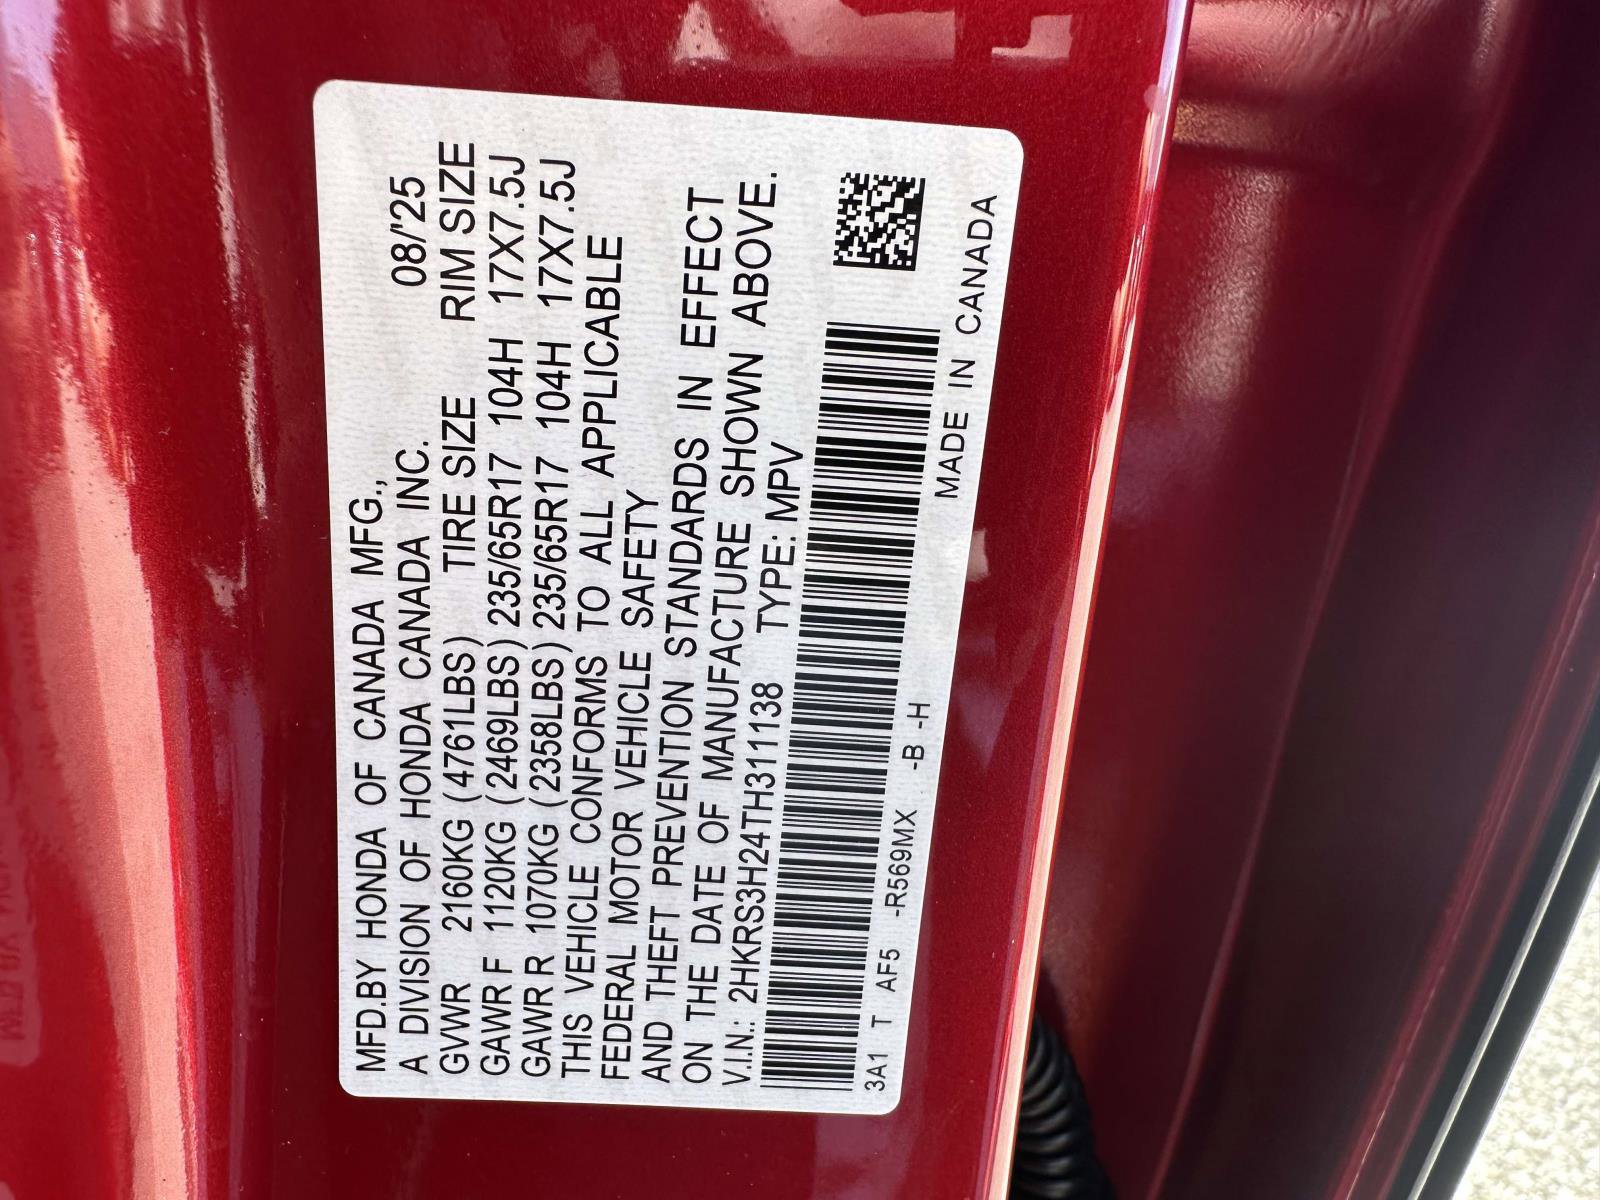 MFD.BY HONDA OF CANADA MFG.,
A DIVISION OF HONDA CANADA INC. 08/'25
GVWR 2160KG (4761LBS) TIRE SIZE RIM SIZE
GAWR F 1120KG (2469LBS) 235/65R17 104H 17X7.5J
GAWR R 1070KG (2358LBS) 235/65R17 104H 17X7.5J
THIS VEHICLE CONFORMS TO ALL APPLICABLE
FEDERAL MOTOR VEHICLE SAFETY
AND THEFT PREVENTION STANDARDS IN EFFECT
ON THE DATE OF MANUFACTURE SHOWN ABOVE.
V.I.N.: 2HKRS3H24TH311138 TYPE: MPV
3A1 T AF5 -R569MX -B -H MADE IN CANADA